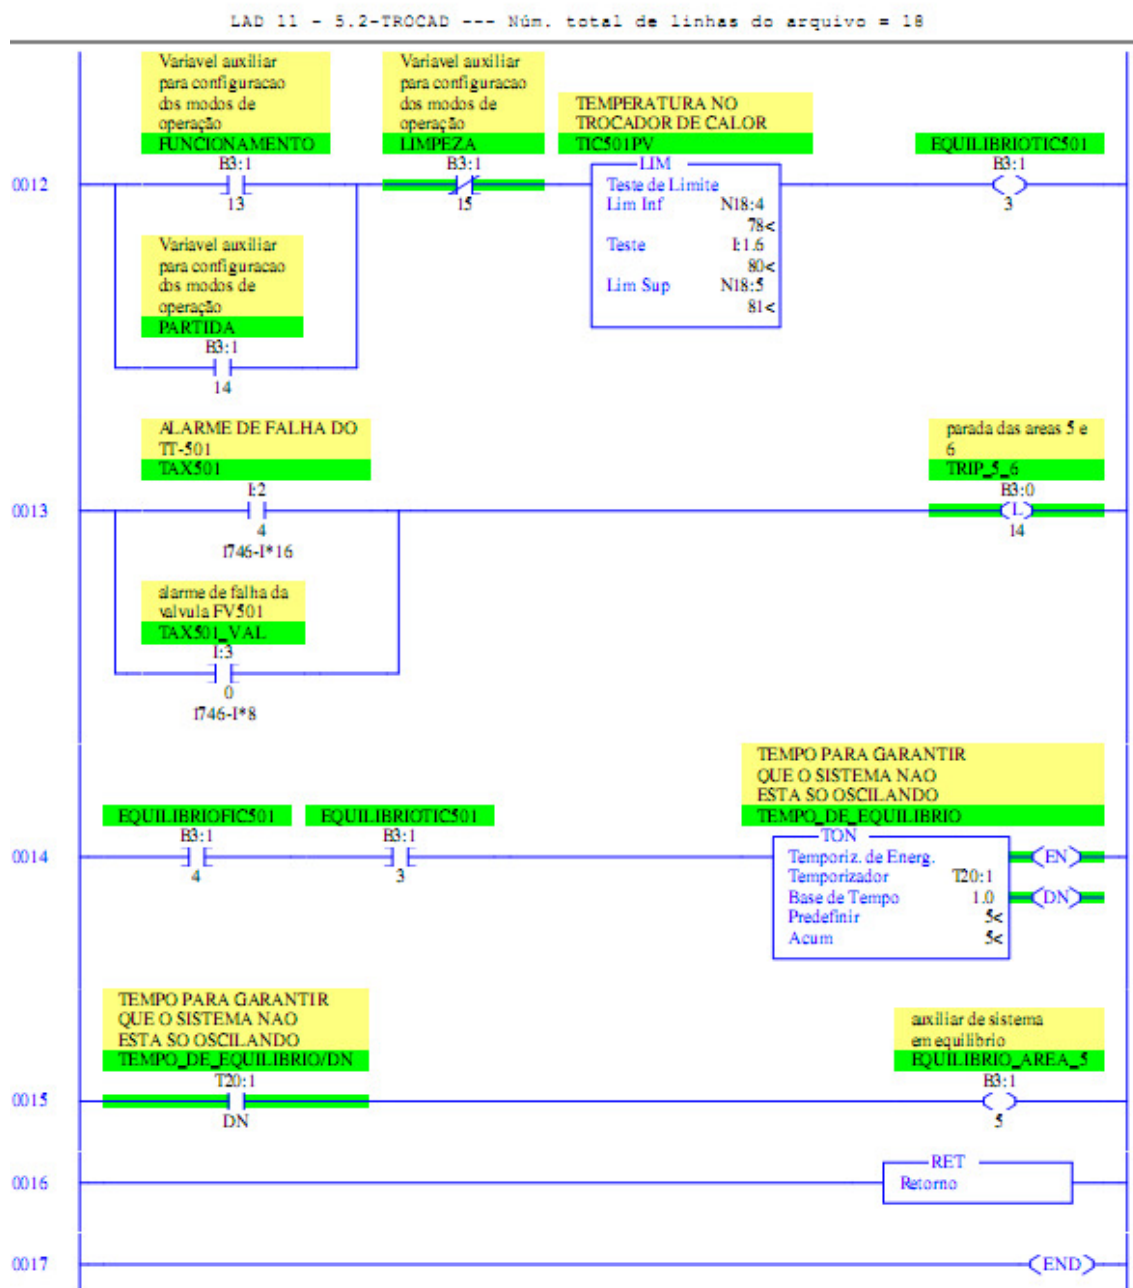 LAD 11 - 5.2-TROCAD --- Núm. total de linhas do arquivo = 18
Variavel auxiliar
para configuracao
dos modos de
operação
FUNCIONAMENTO
B3:1
13
Variavel auxiliar
para configuracao
dos modos de
operação
LIMPEZA
B3:1
15
TEMPERATURA NO
TROCADOR DE CALOR
TIC501PV
LIM
Teste de Limite
Lim Inf N18:4
78<
Teste I:1.6
80<
Lim Sup N18:5
81<
EQUILIBRIOTIC501
B3:1
3
0012
Variavel auxiliar
para configuracao
dos modos de
operação
PARTIDA
B3:1
14
ALARME DE FALHA DO
TT-501
TAX501
I:2
4
1746-I*16
parada das areas 5 e
6
TRIP_5_6
B3:0
L
14
0013
alarme de falha da
valvula FV501
TAX501_VAL
I:3
0
1746-I*8
TEMPO PARA GARANTIR
QUE O SISTEMA NAO
ESTA SO OSCILANDO
TEMPO_DE_EQUILIBRIO
EQUILIBRIOFIC501
B3:1
4
EQUILIBRIOTIC501
B3:1
3
0014
TON
Temporiz. de Energ.
Temporizador T20:1
Base de Tempo 1.0
Predefinir 5<
Acum 5<
EN
DN
TEMPO PARA GARANTIR
QUE O SISTEMA NAO
ESTA SO OSCILANDO
TEMPO_DE_EQUILIBRIO/DN
T20:1
DN
auxiliar de sistema
em equilibrio
EQUILIBRIO_AREA_5
B3:1
5
0015
RET
Retorno
0016
0017
END